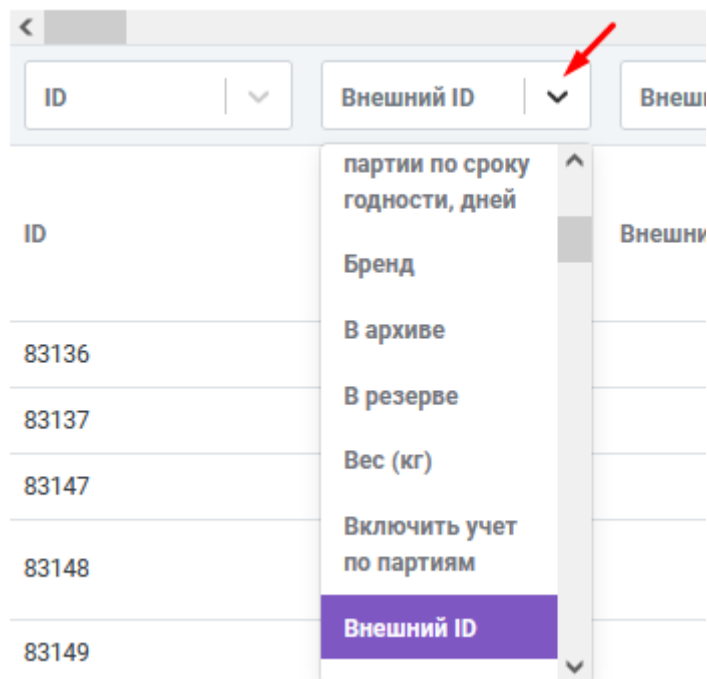 ID
Внешний ID
Внеш
партии по сроку
годности, дней
ID
Внешни
Бренд
В архиве
83136
В резерве
83137
Вес (кг)
83147
Включить учет
по партиям
83148
Внешний ID
83149